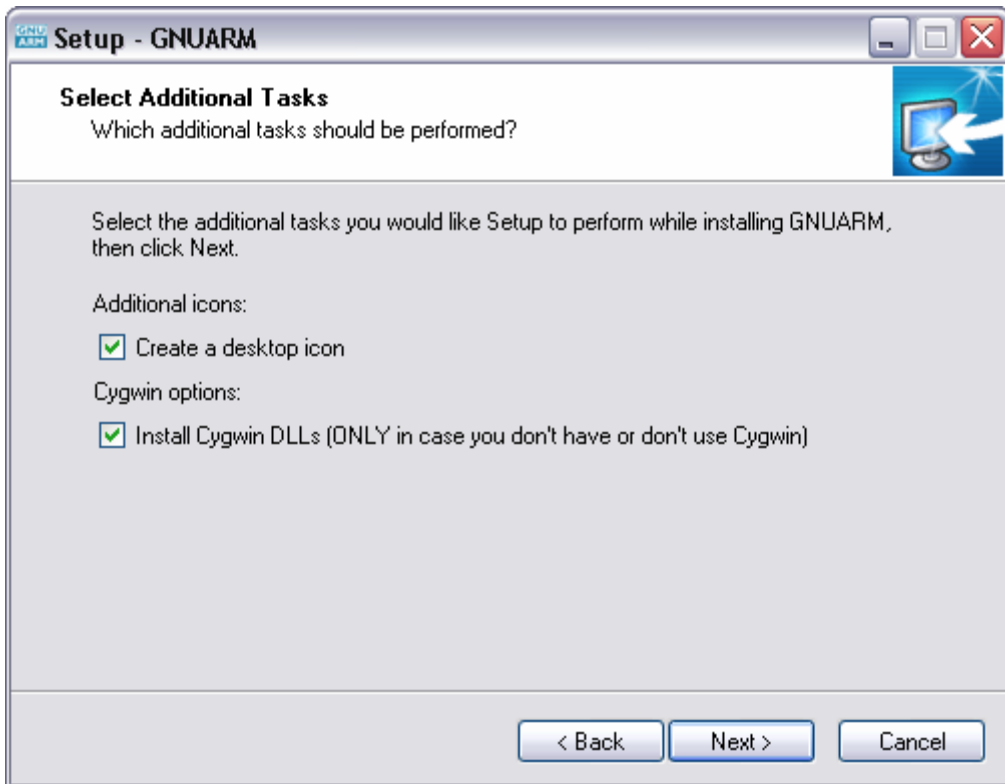 GNU
ARM
Setup - GNUARM
Select Additional Tasks
Which additional tasks should be performed?
Select the additional tasks you would like Setup to perform while installing GNUARM,
then click Next.
Additional icons:
Create a desktop icon
Cygwin options:
Install Cygwin DLLs (ONLY in case you don't have or don't use Cygwin)
< Back
Next >
Cancel